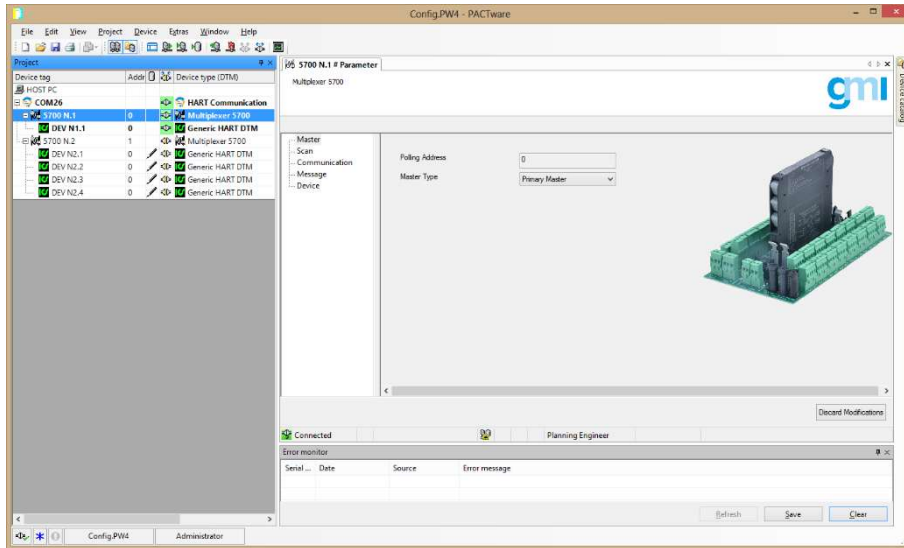 Config.PW4 - PACTware
File Edit View Project Device Extras Window Help
Project
Device tag Addr Device type (DTM)
HOST PC
COM26 HART Communication
5700 N.1 0 Multiplexer 5700
DEV N1.1 0 Generic HART DTM
5700 N.2 1 Multiplexer 5700
DEV N2.1 0 Generic HART DTM
DEV N2.2 0 Generic HART DTM
DEV N2.3 0 Generic HART DTM
DEV N2.4 0 Generic HART DTM
5700 N.1 # Parameter
Multiplexer 5700
gmi
Device catalog
Master
Scan
Communication
Message
Device
Polling Address 0
Master Type Primary Master
Discard Modifications
Connected Planning Engineer
Error monitor
Serial ... Date Source Error message
Refresh Save Clear
Config.PW4 Administrator